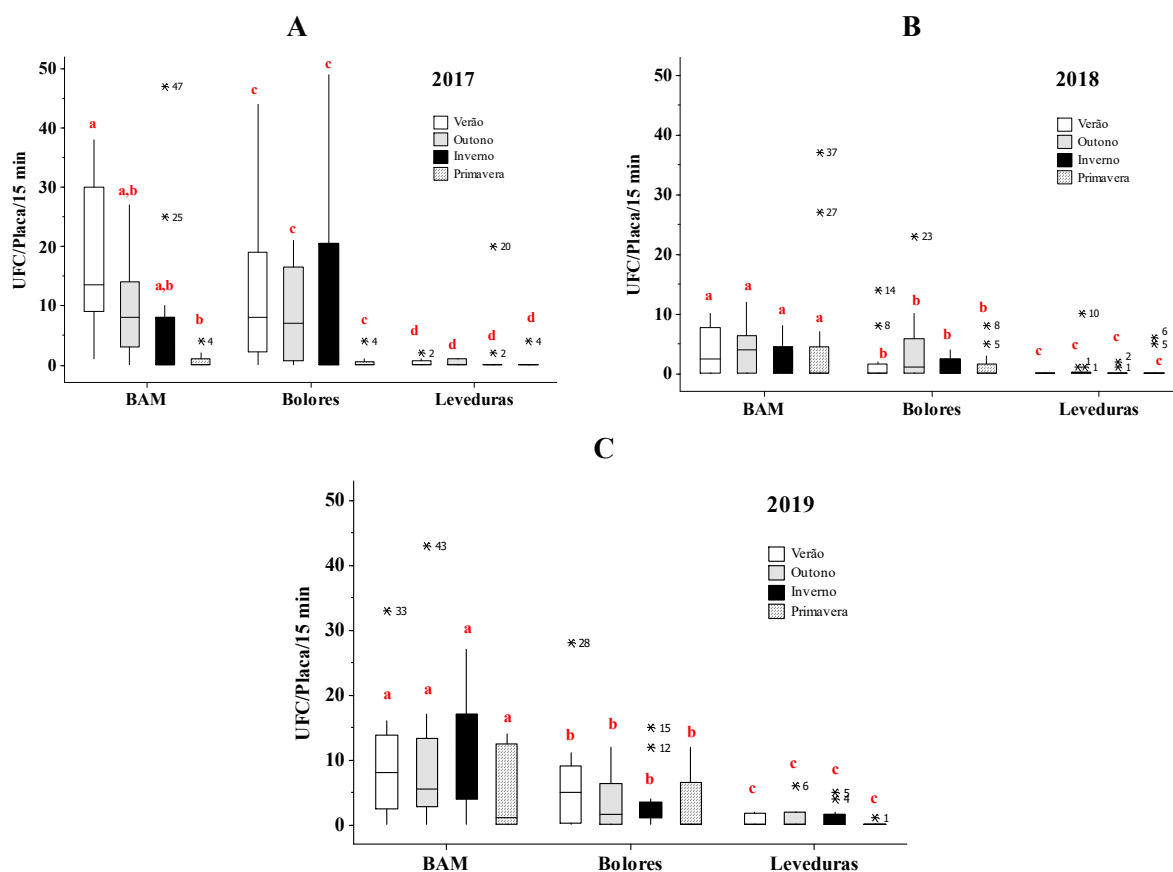 A
2017
Verão
Outono
Inverno
Primavera
UFC/Placa/15 min
50
40
30
20
10
0
a
a,b
a,b
b
47
25
4
c
c
c
c
4
d
d
d
d
2
20
2
4
BAM Bolores Leveduras
B
2018
Verão
Outono
Inverno
Primavera
UFC/Placa/15 min
50
40
30
20
10
0
a
a
a
a
37
27
14
8
b
23
b
b
b
8
5
c
c
10
1
1
c
2
1
6
5
c
BAM Bolores Leveduras
C
2019
Verão
Outono
Inverno
Primavera
UFC/Placa/15 min
50
40
30
20
10
0
33
a
43
a
a
a
28
b
b
15
12
b
b
c
c
6
c
5
4
c
1
BAM Bolores Leveduras